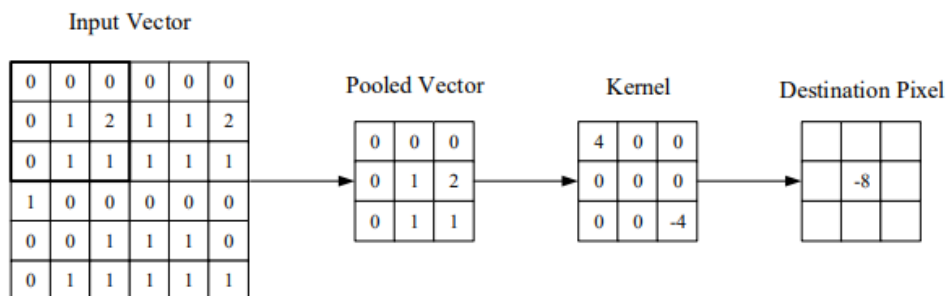 Input Vector
Pooled Vector
Kernel
Destination Pixel
0 0 0 0 0 0
0 1 2 1 1 2
0 1 1 1 1 1
1 0 0 0 0 0
0 0 1 1 1 0
0 1 1 1 1 1
0 0 0
0 1 2
0 1 1
4 0 0
0 0 0
0 0 -4
-8